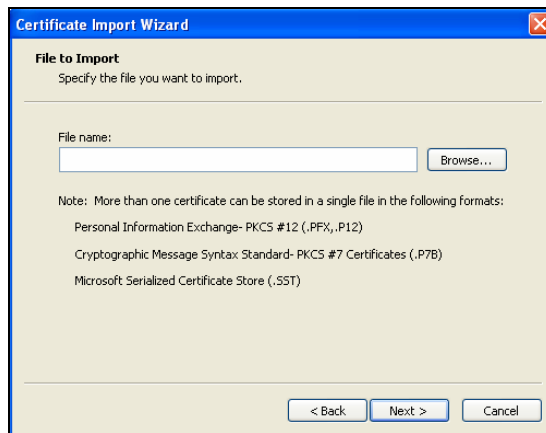 Certificate Import Wizard
File to Import
Specify the file you want to import.
File name:
Browse...
Note:  More than one certificate can be stored in a single file in the following formats:
Personal Information Exchange- PKCS #12 (.PFX,.P12)
Cryptographic Message Syntax Standard- PKCS #7 Certificates (.P7B)
Microsoft Serialized Certificate Store (.SST)
< Back
Next >
Cancel